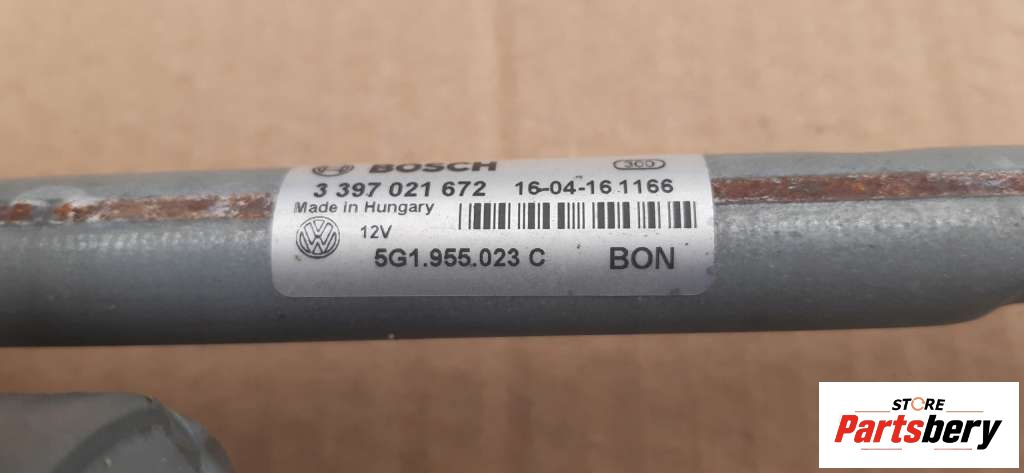 BOSCH 300
3 397 021 672 16-04-16 1166
Made in Hungary
12V
5G1.955.023 C BON
STORE
Partsbery